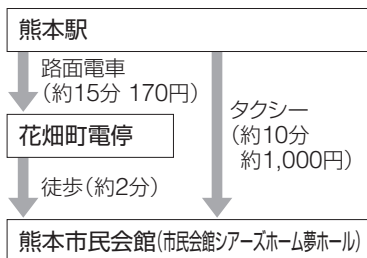 熊本駅
路面電車
（約15分 170円）
タクシー
（約10分
約1,000円）
花畑町電停
徒歩（約2分）
熊本市民会館（市民会館シアーズホーム夢ホール）